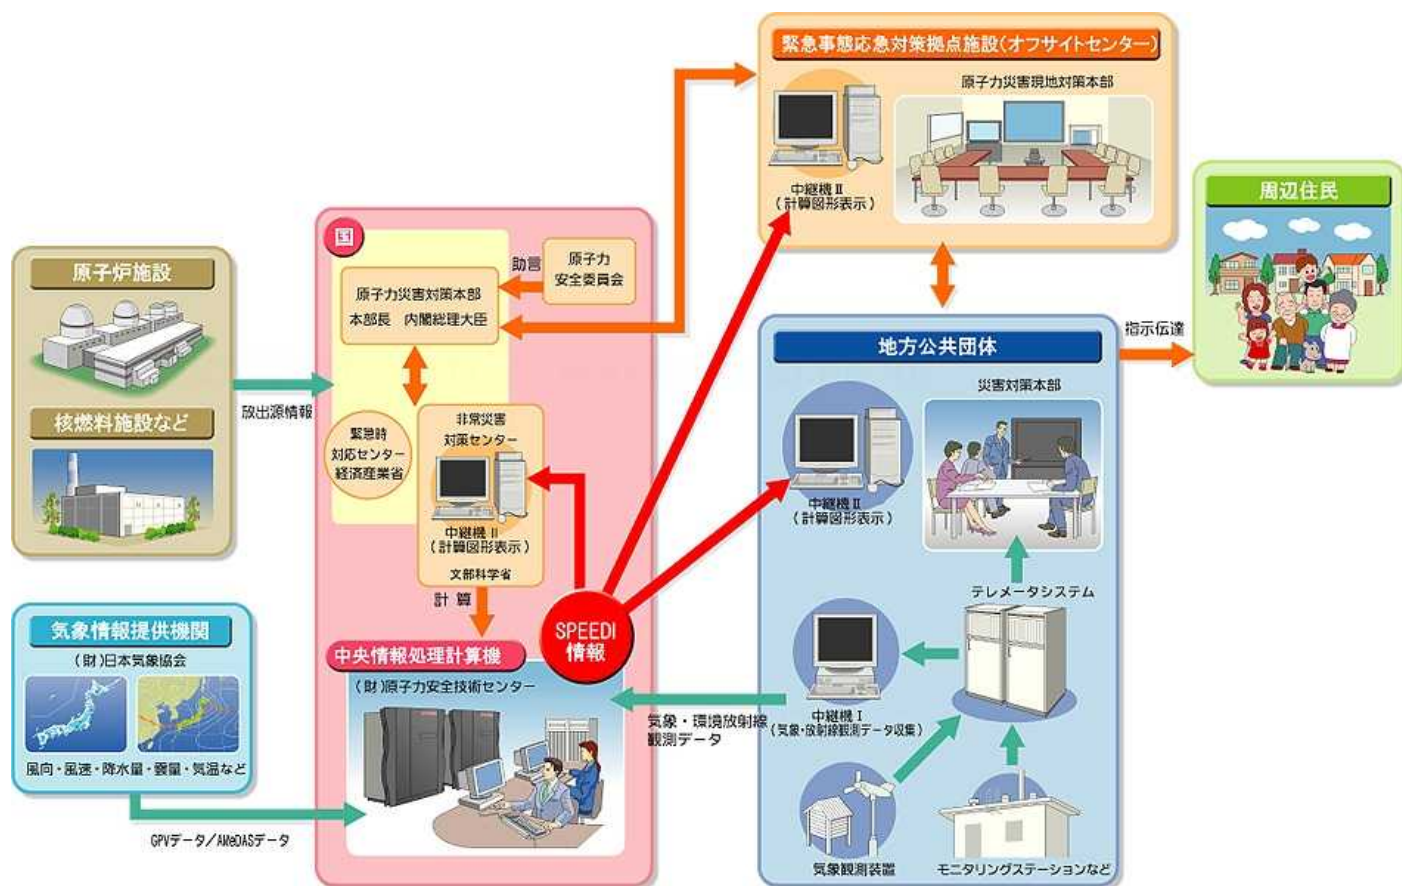 緊急事態応急対策拠点施設(オフサイトセンター)
原子力災害現地対策本部
中継機Ⅱ
(計算図形表示)
周辺住民
国
助言
原子力
安全委員会
原子力災害対策本部
本部長 内閣総理大臣
原子炉施設
核燃料施設など
放出源情報
緊急時
対応センター
経済産業省
非常災害
対策センター
中継機Ⅱ
(計算図形表示)
文部科学省
計算
地方公共団体
指示伝達
災害対策本部
中継機Ⅱ
(計算図形表示)
テレメータシステム
中継機Ⅰ
(気象・放射線観測データ収集)
気象観測装置
モニタリングステーションなど
SPEEDI
情報
気象・環境放射線
観測データ
中央情報処理計算機
(財)原子力安全技術センター
気象情報提供機関
(財)日本気象協会
風向・風速・降水量・雲量・気温など
GPVデータ/AMeDASデータ